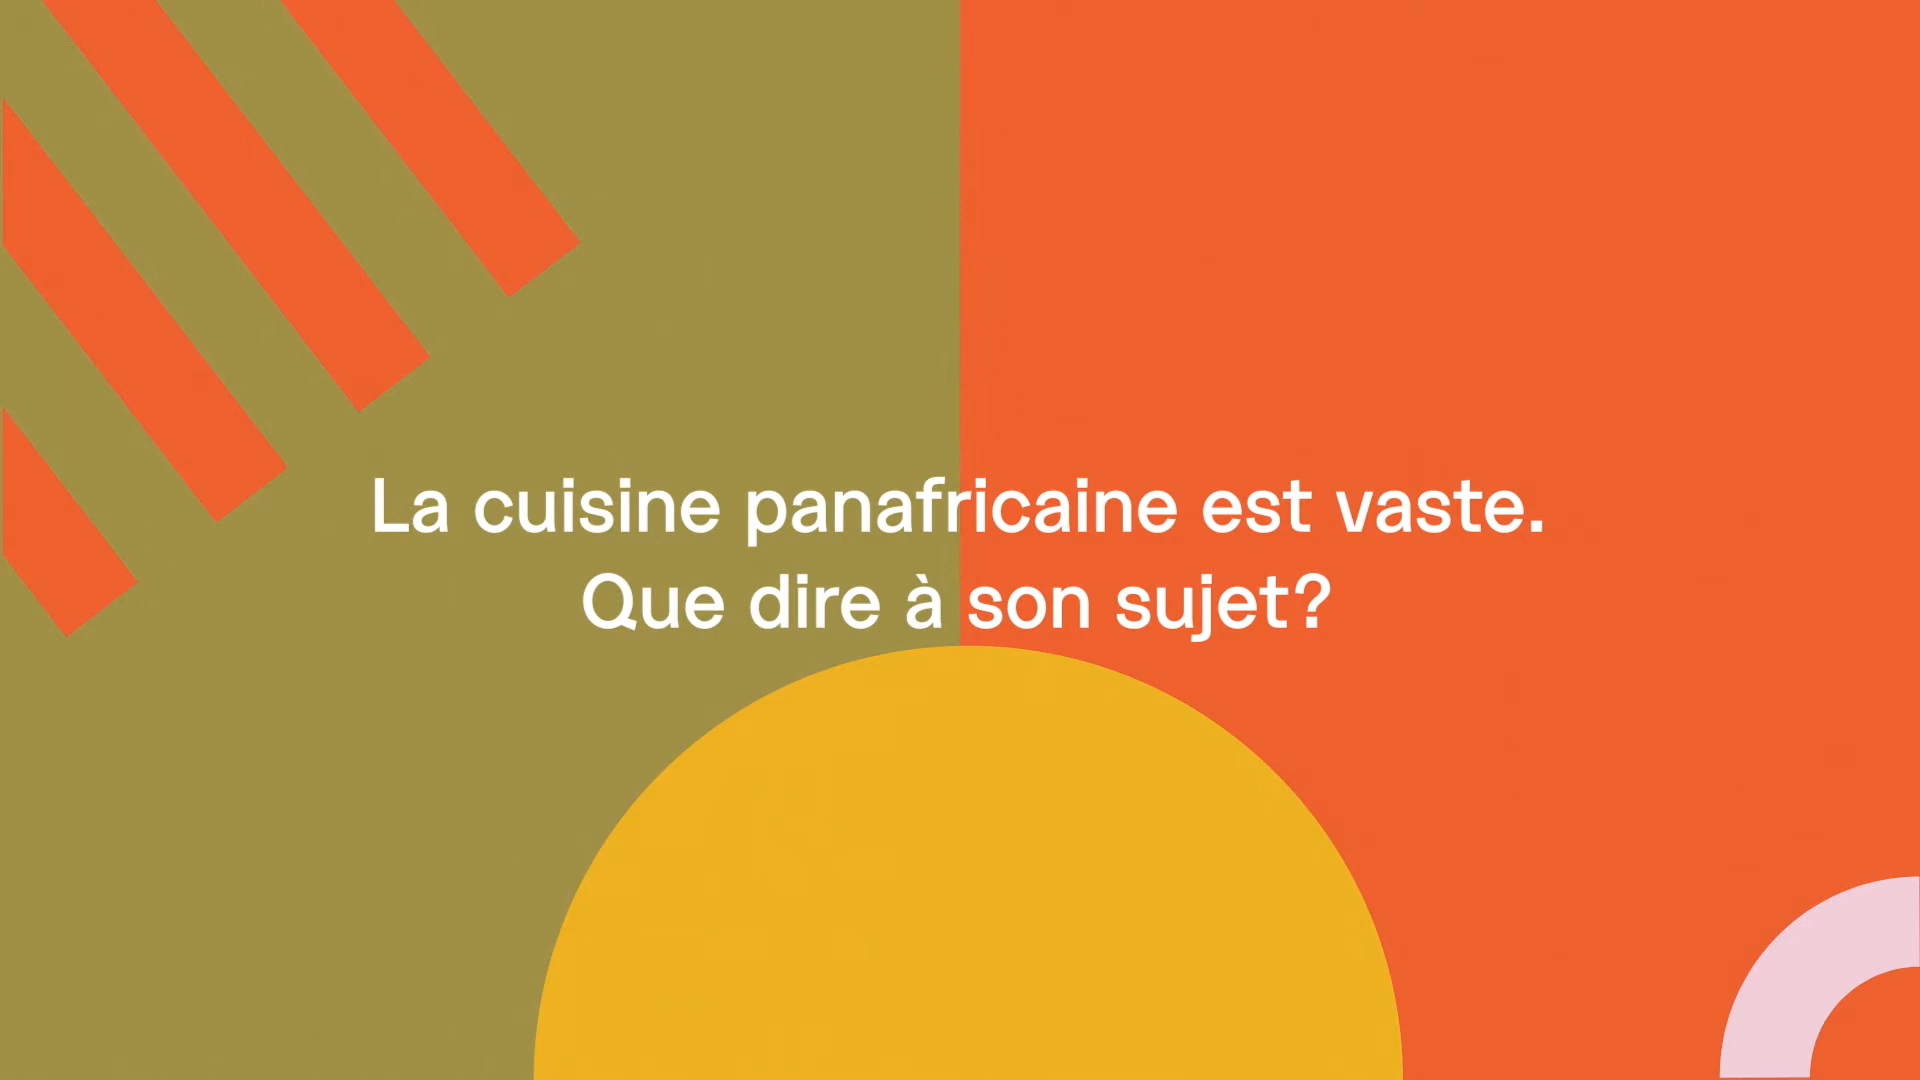 La cuisine panafricaine est vaste.
Que dire à son sujet?